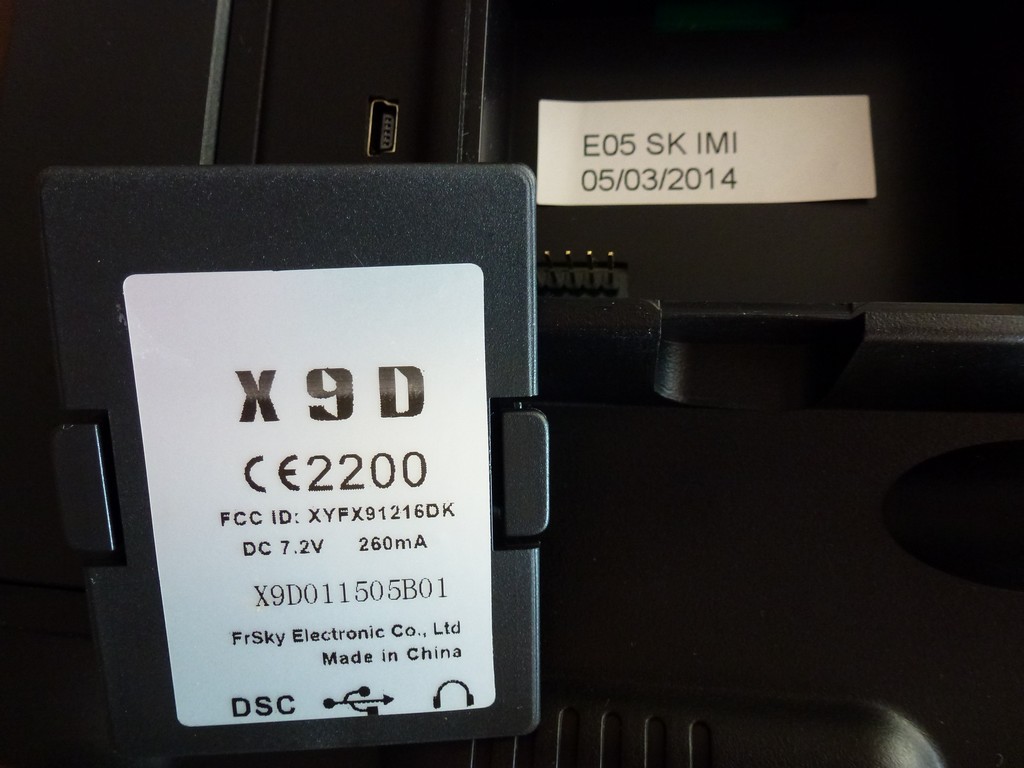 E05 SK IMI
05/03/2014
X9D
CE2200
FCC ID: XYFX91216DK
DC 7.2V 260mA
X9D011505B01
FrSky Electronic Co., Ltd
Made in China
DSC